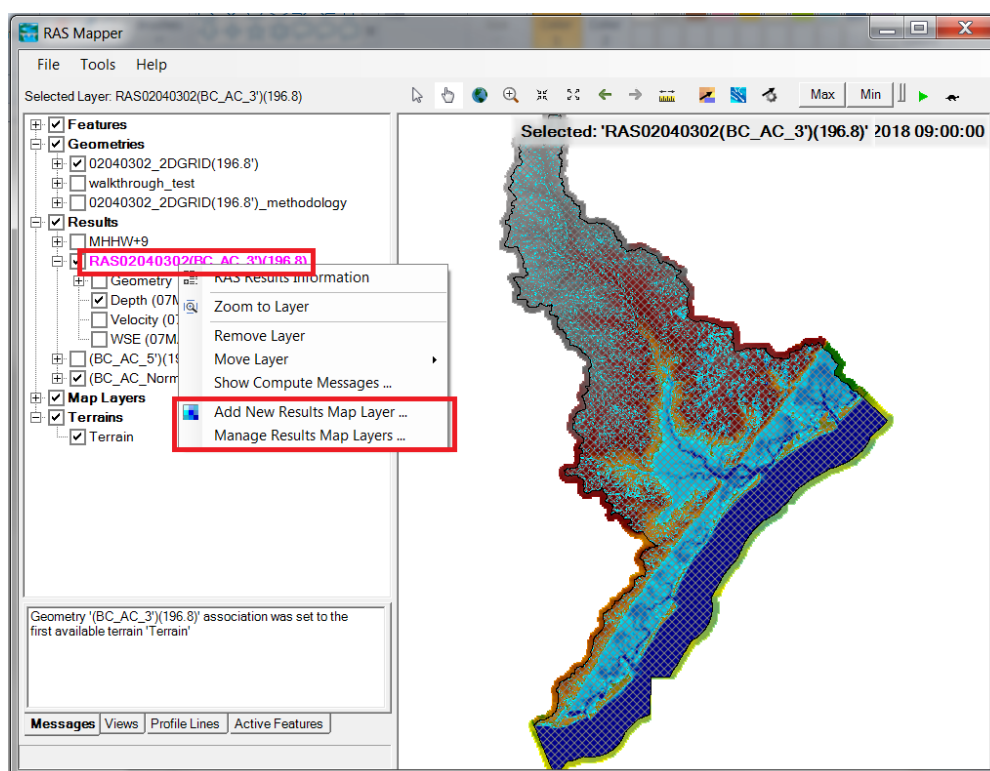 RAS Mapper
File Tools Help
Selected Layer: RAS02040302(BC_AC_3')(196.8)
Max Min
Features
Geometries
02040302_2DGRID(196.8')
walkthrough_test
02040302_2DGRID(196.8')_methodology
Results
MHHW+9
RAS02040302(BC_AC_3')(196.8)
Geometry
Depth (07M
Velocity (07
WSE (07M
(BC_AC_5')(19
(BC_AC_Norm
Map Layers
Terrains
Terrain
RAS Results Information
Zoom to Layer
Remove Layer
Move Layer
Show Compute Messages ...
Add New Results Map Layer ...
Manage Results Map Layers ...
Selected: 'RAS02040302(BC_AC_3')(196.8)' 2018 09:00:00
Geometry '(BC_AC_3')(196.8)' association was set to the
first available terrain 'Terrain'
Messages Views Profile Lines Active Features